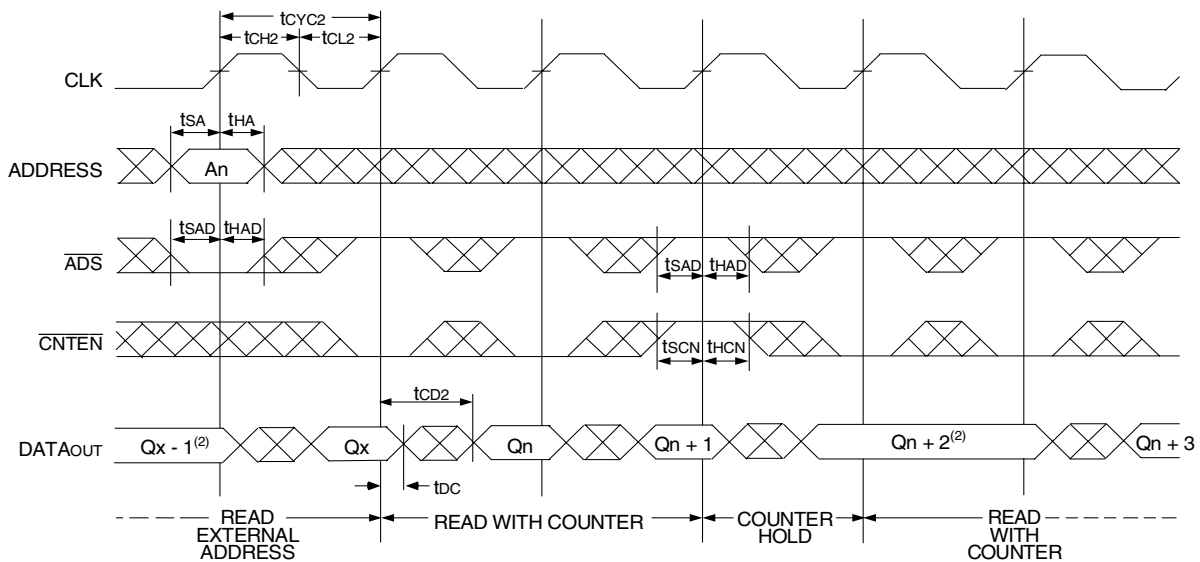 tCYC2
tCH2 tCL2
CLK
tSA tHA
ADDRESS An
tSAD tHAD
ADS tSAD tHAD
CNTEN
tSCN tHCN
tCD2
DATAOUT Qx - 1(2) Qx Qn Qn + 1 Qn + 2(2) Qn + 3
tDC
READ EXTERNAL ADDRESS
READ WITH COUNTER
COUNTER HOLD
READ WITH COUNTER